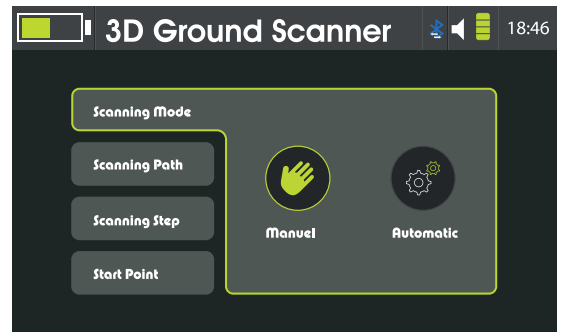 3D Ground Scanner 18:46
Scanning Mode
Scanning Path
Scanning Step
Start Point
Manuel
Automatic